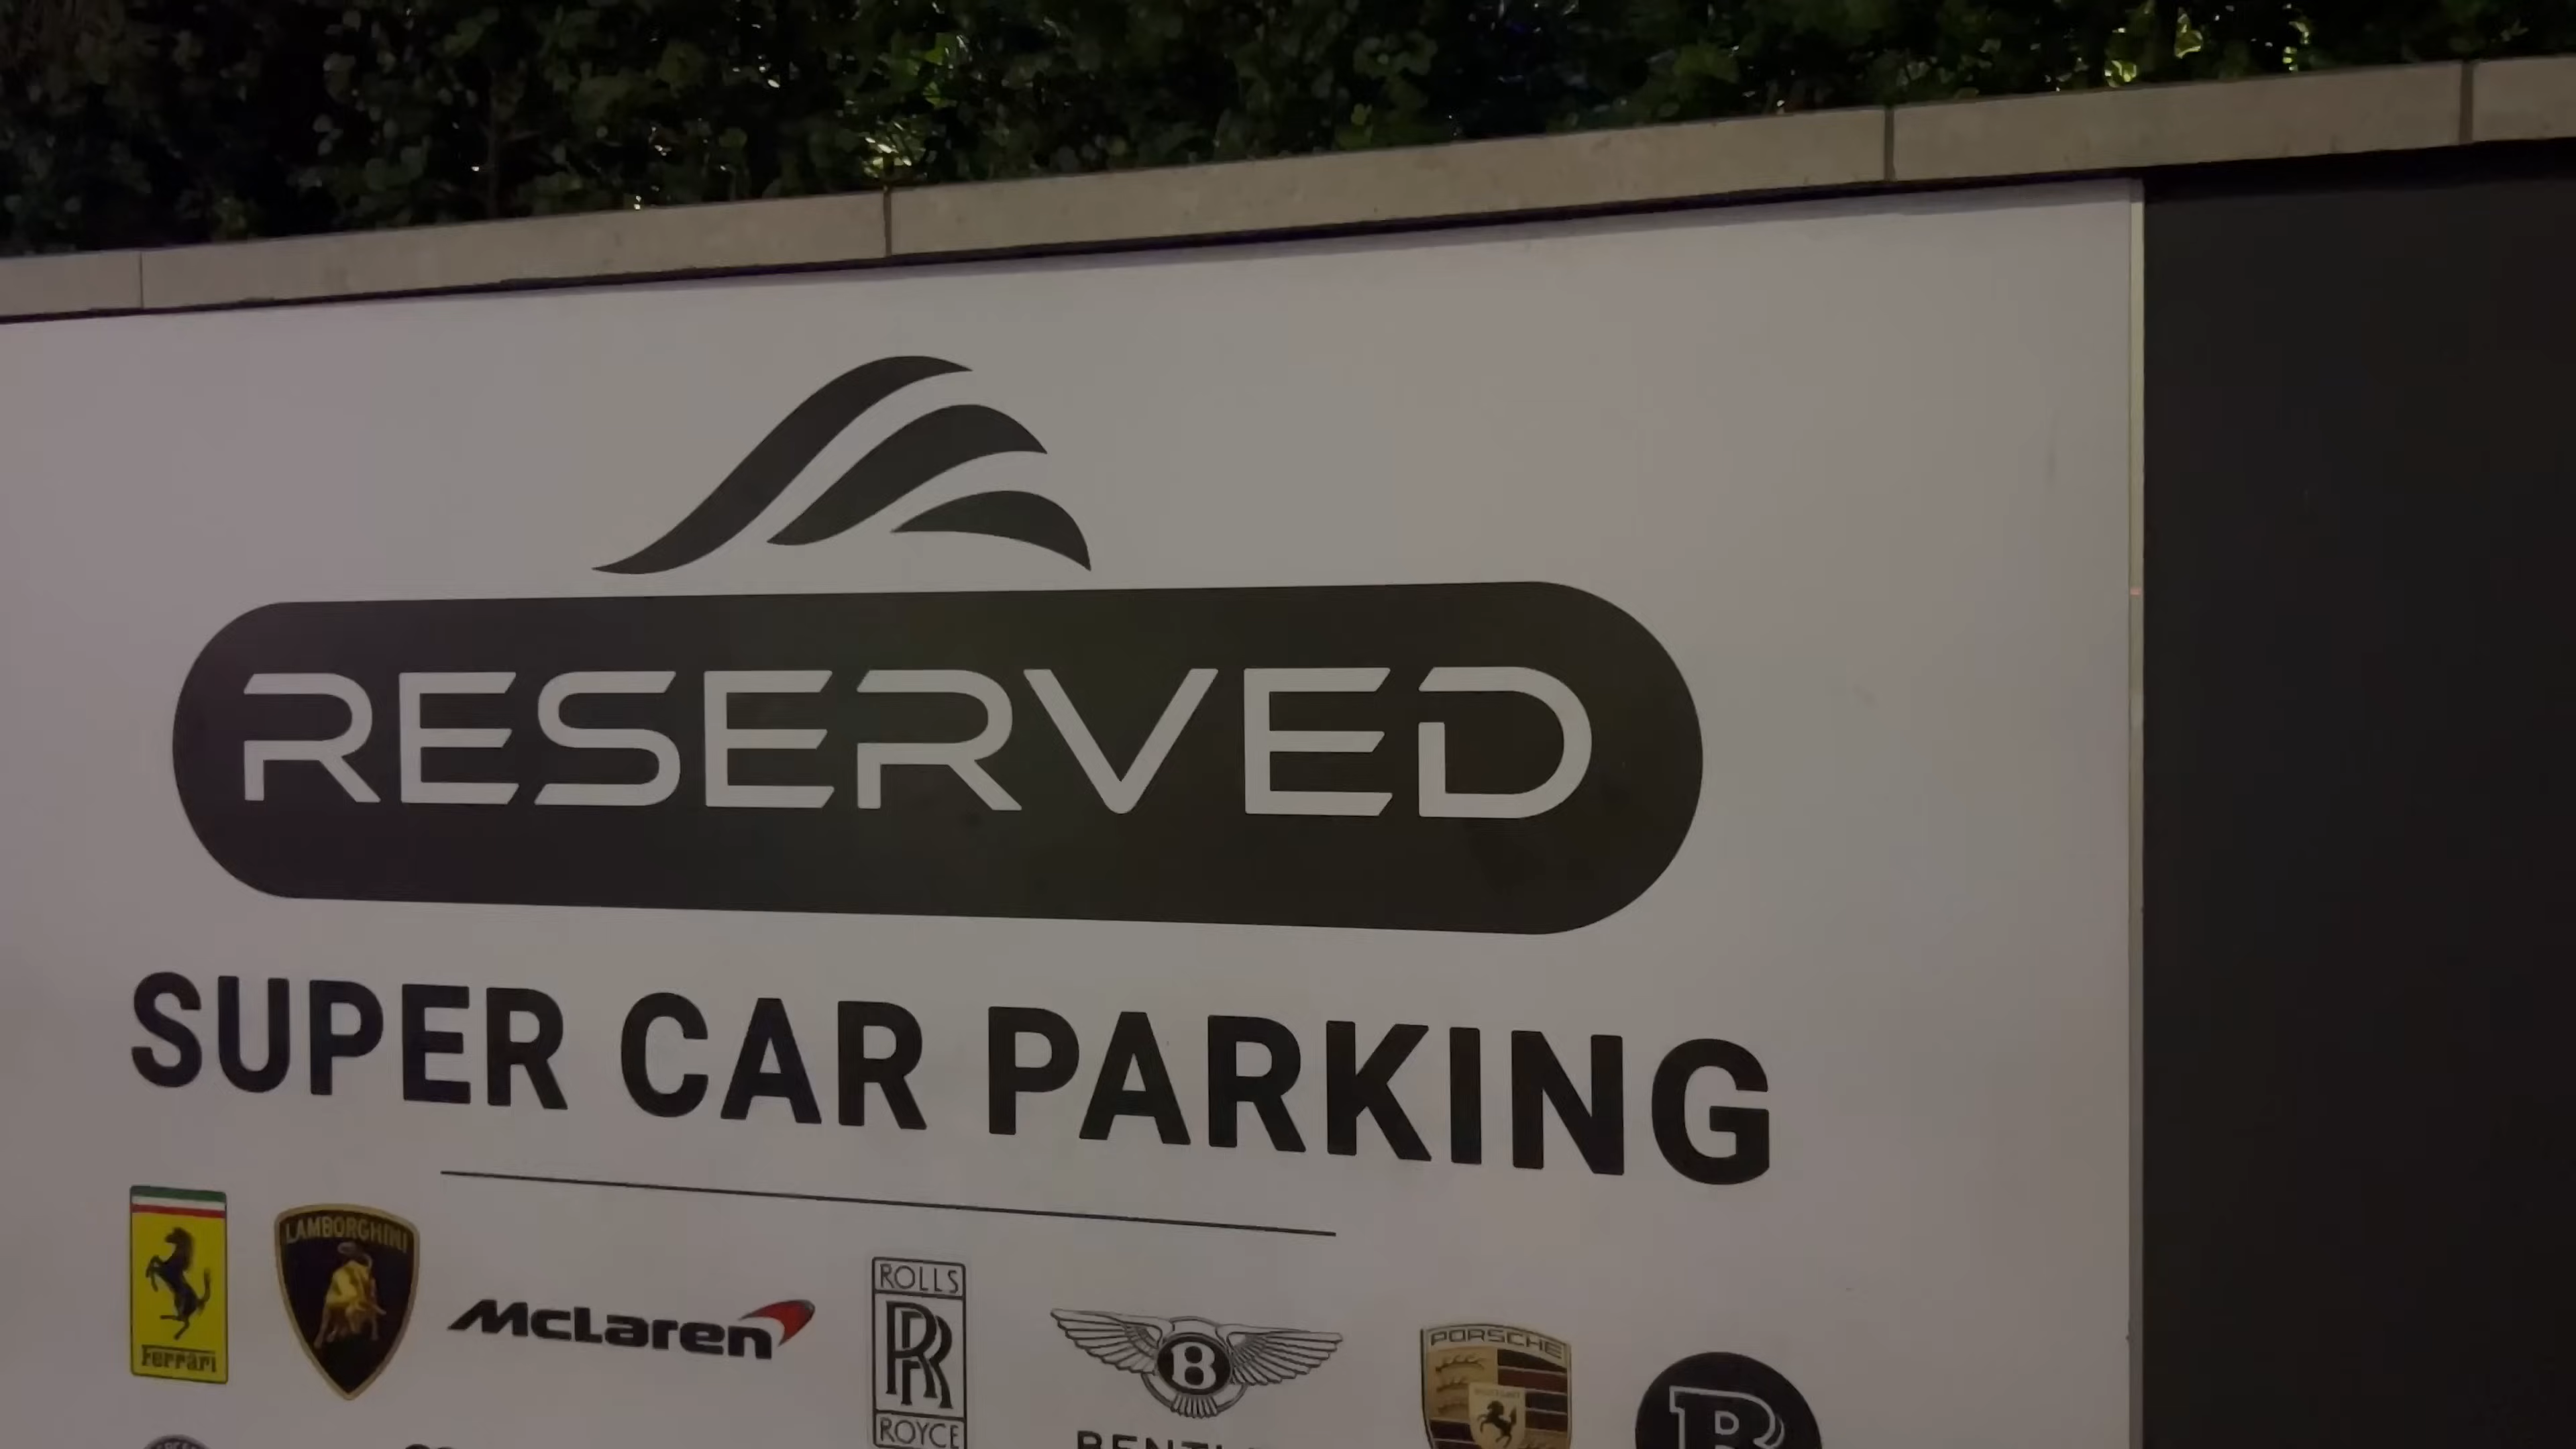 RESERVED
SUPER CAR PARKING
Ferrari
LAMBORGHINI
McLaren
ROLLS
RR
ROYCE
B
PORSCHE
B